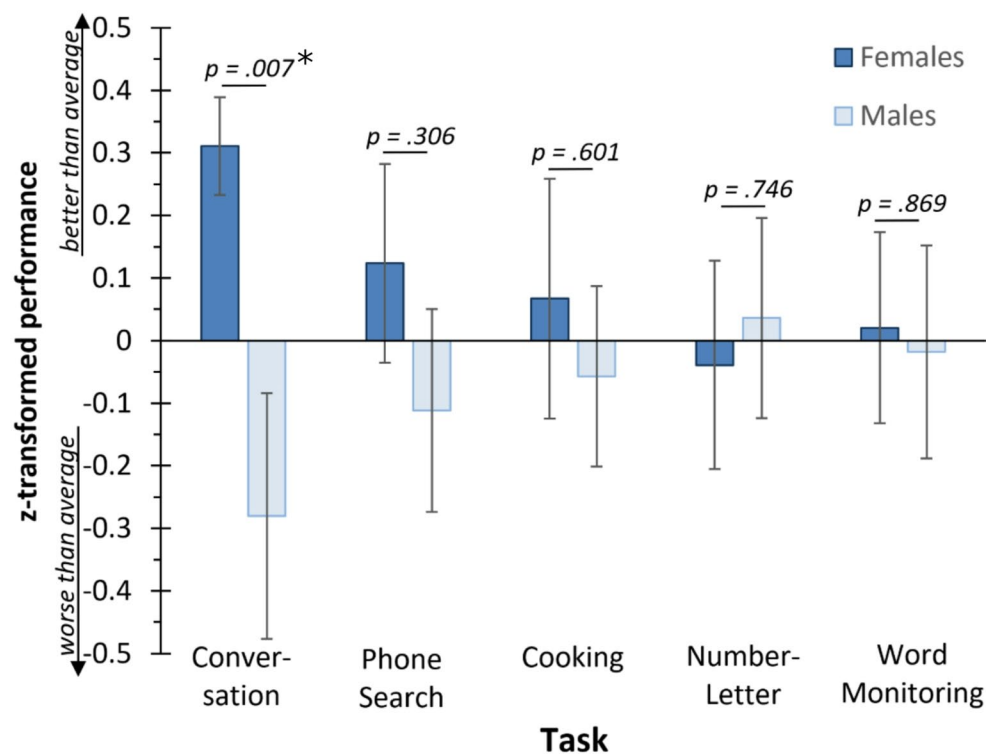 z-transformed performance
better than average
worse than average
0.5
0.4
0.3
0.2
0.1
0
-0.1
-0.2
-0.3
-0.4
-0.5
p = .007*
p = .306
p = .601
p = .746
p = .869
Females
Males
Conver-
sation
Phone
Search
Cooking
Number-
Letter
Word
Monitoring
Task